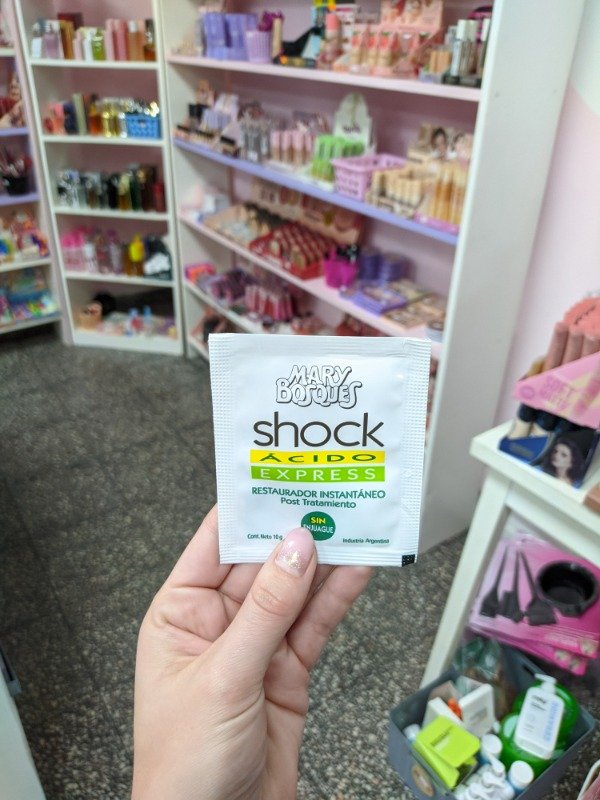 MARY
BOSQUES
shock
ÁCIDO
EXPRESS
RESTAURADOR INSTANTÁNEO
Post Tratamiento
SIN
ENJUAGUE
Cont. Neto 10 g
Industria Argentina